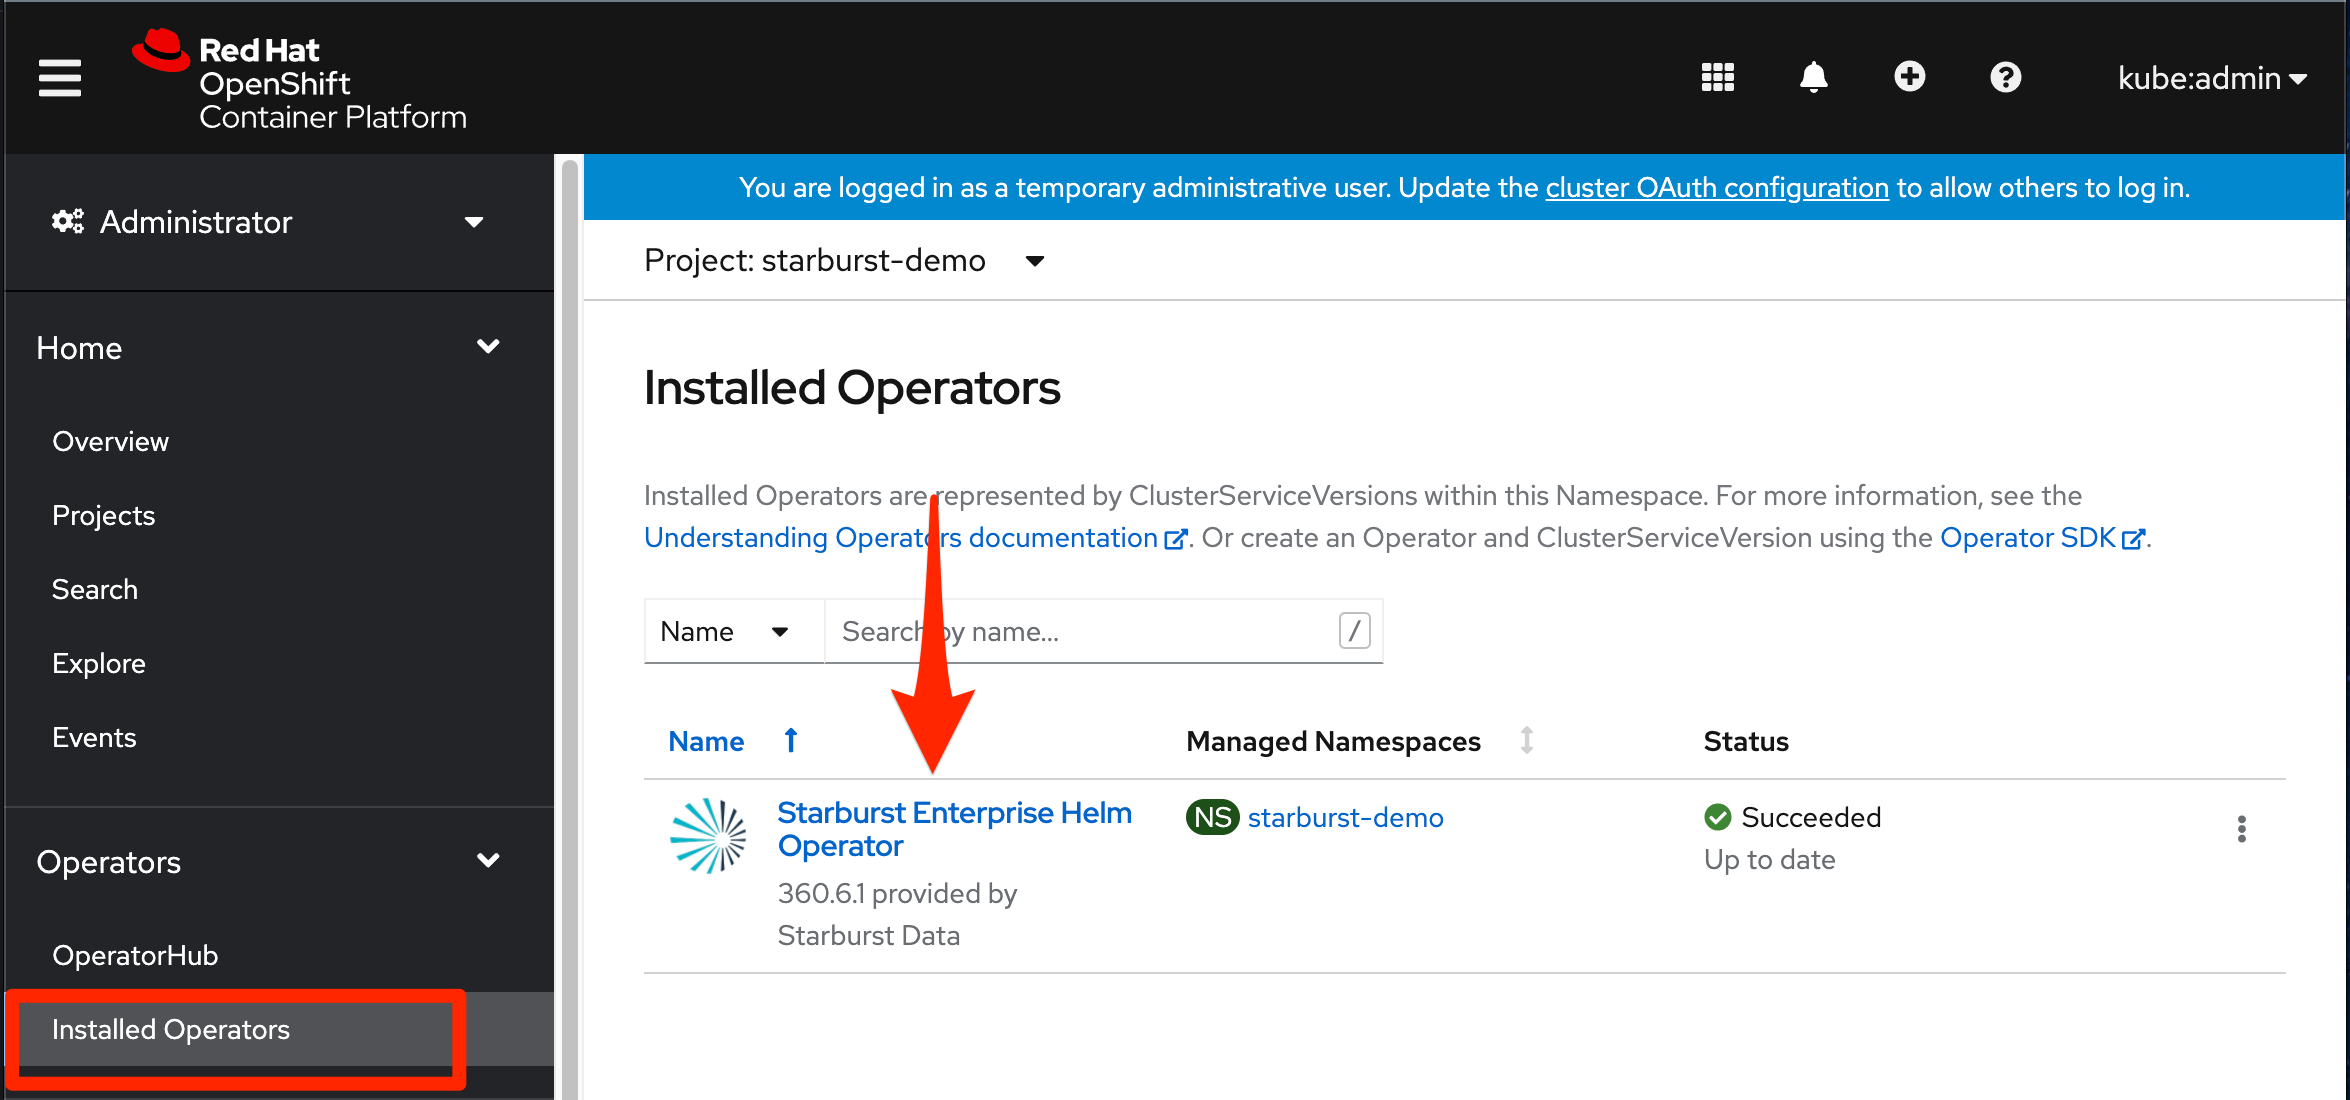 Red Hat
OpenShift
Container Platform
kube:admin
Administrator
Home
Overview
Projects
Search
Explore
Events
Operators
OperatorHub
Installed Operators
You are logged in as a temporary administrative user. Update the cluster OAuth configuration to allow others to log in.
Project: starburst-demo
Installed Operators
Installed Operators are represented by ClusterServiceVersions within this Namespace. For more information, see the
Understanding Operators documentation. Or create an Operator and ClusterServiceVersion using the Operator SDK.
Name Search by name... /
Name Managed Namespaces Status
Starburst Enterprise Helm
Operator
360.6.1 provided by
Starburst Data
NS starburst-demo
Succeeded
Up to date